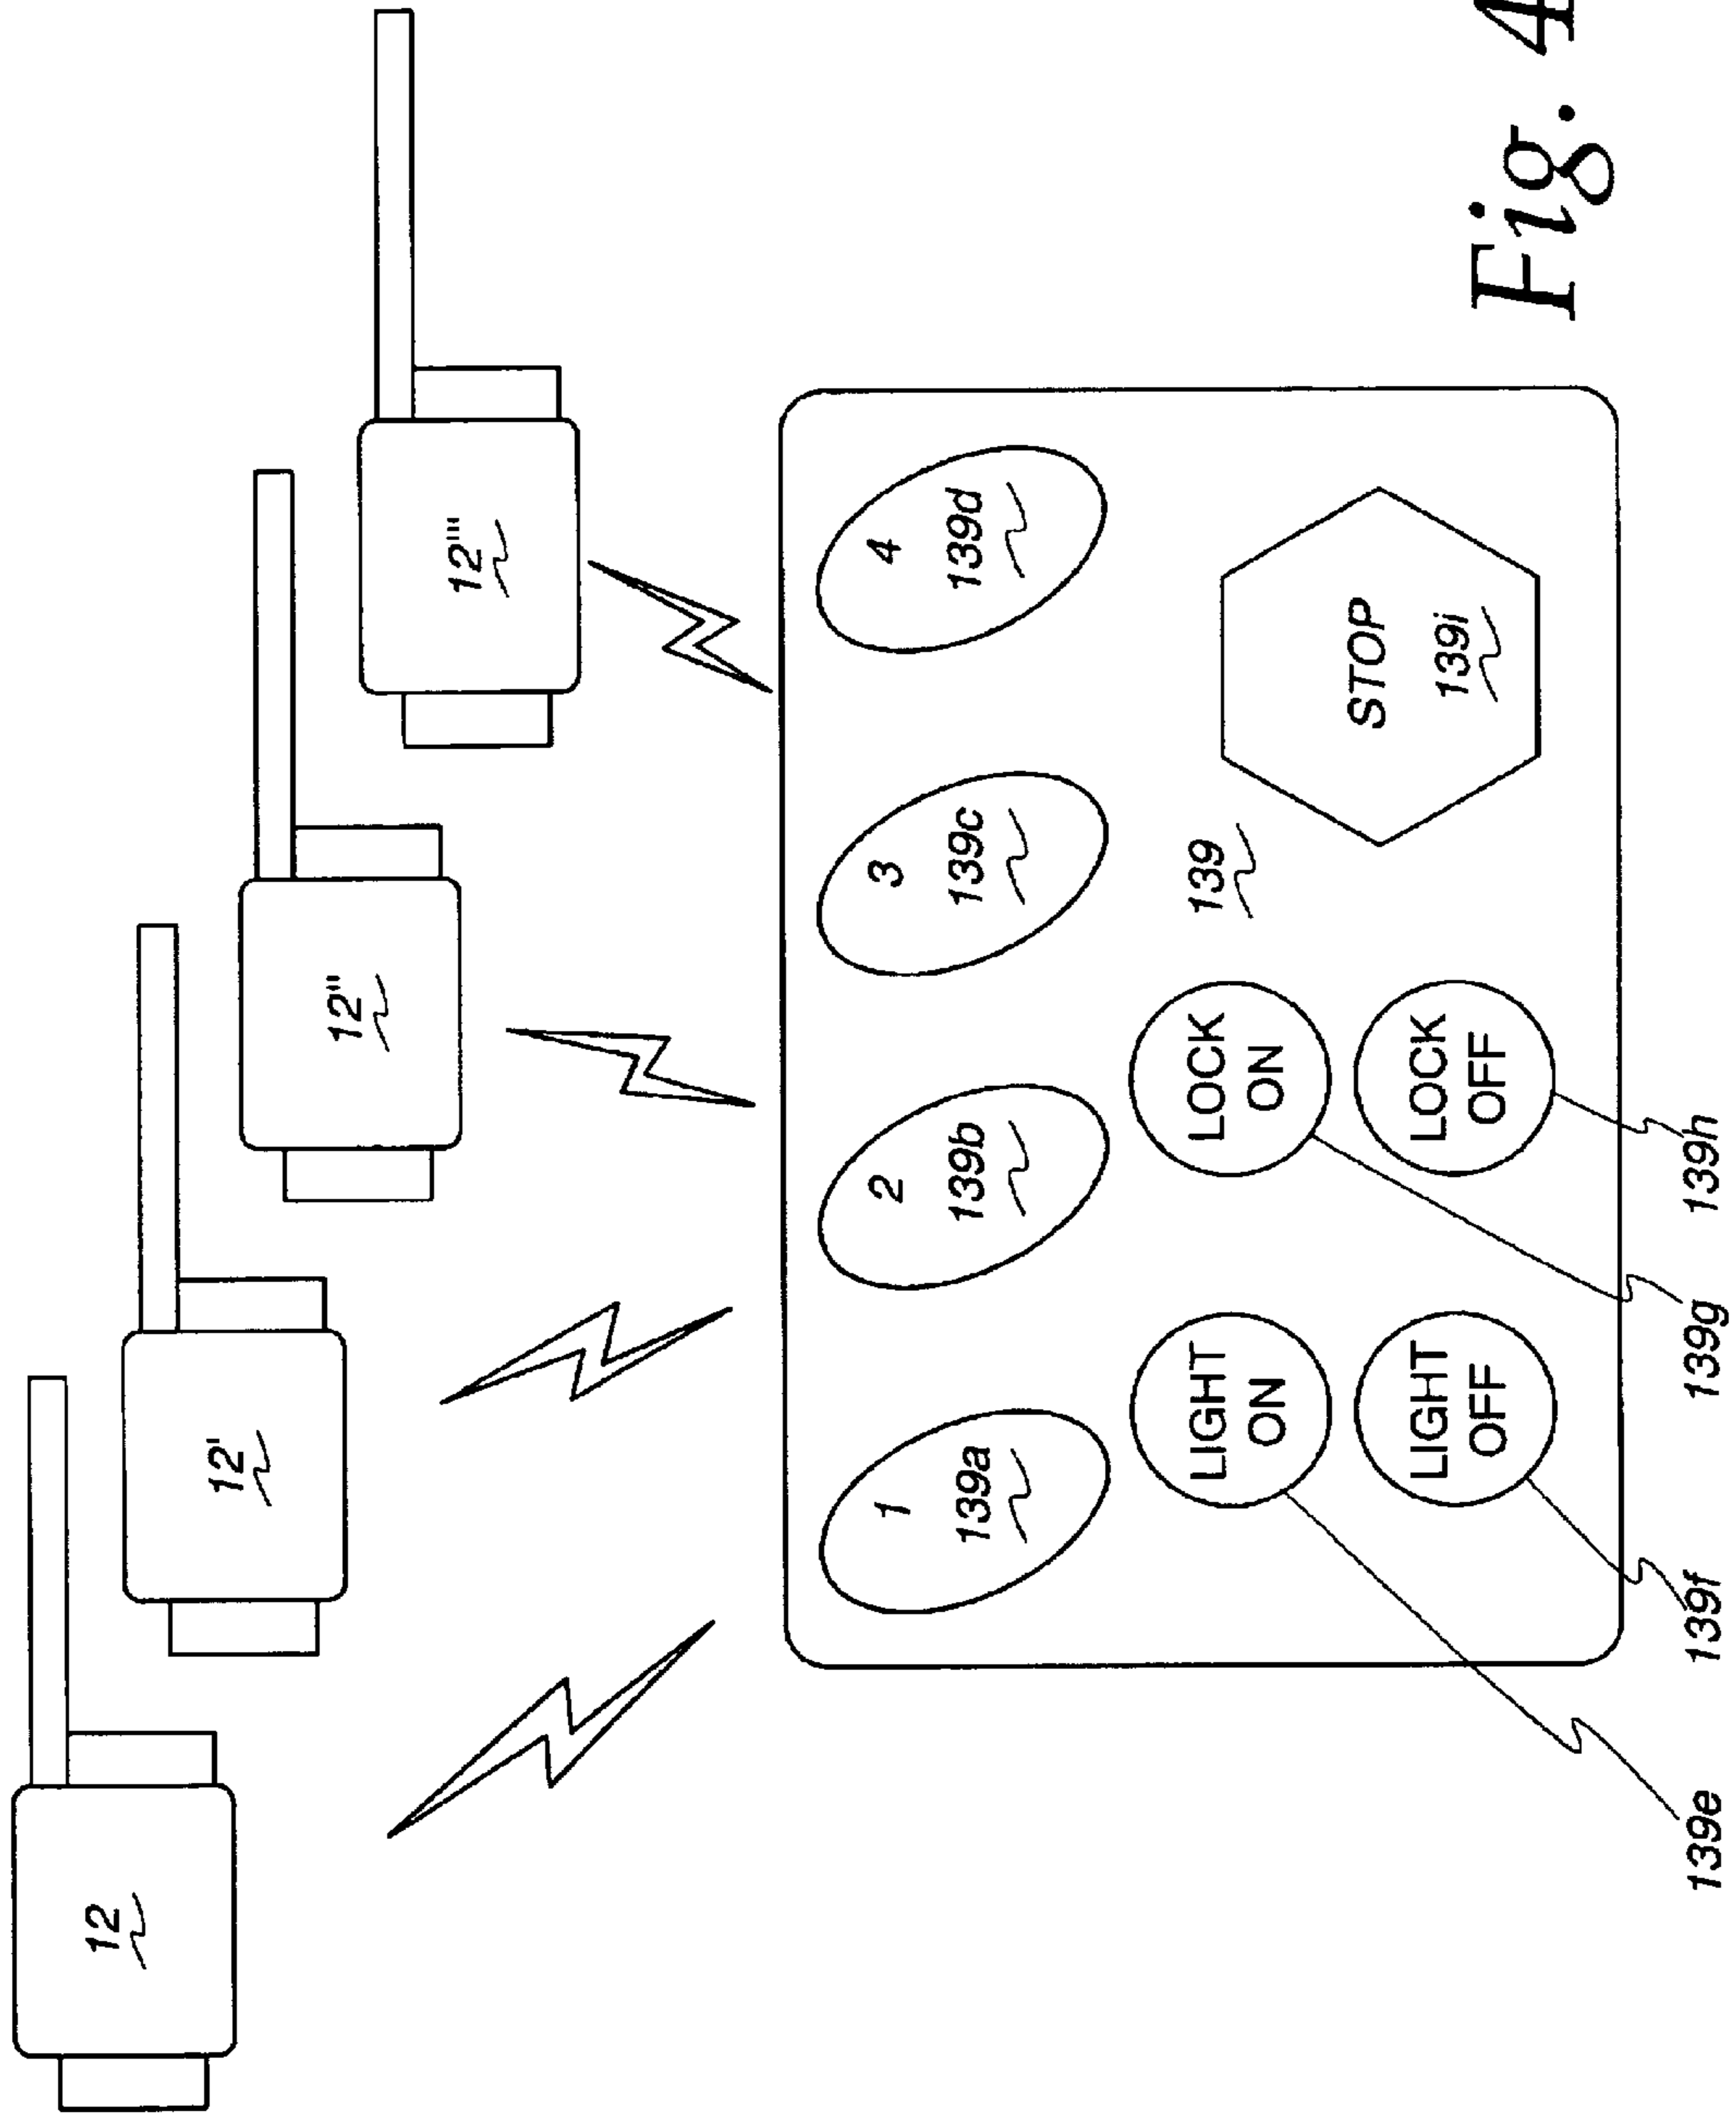 12
12'
12"
12'"
1
139a
2
139b
3
139c
4
139d
LIGHT
ON
LOCK
ON
139
STOP
139i
LIGHT
OFF
LOCK
OFF
139e
139f
139g
139h
Fig. 4